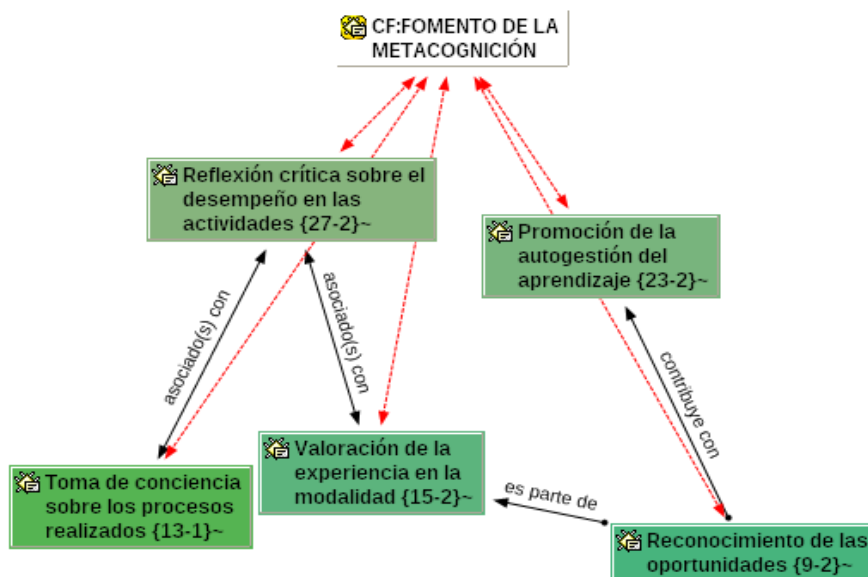 CF:FOMENTO DE LA
METACOGNICIÓN
Reflexión crítica sobre el
desempeño en las
actividades {27-2}~
Promoción de la
autogestión del
aprendizaje {23-2}~
asociado(s) con
asociado(s) con
contribuye con
Valoración de la
experiencia en la
modalidad {15-2}~
Toma de conciencia
sobre los procesos
realizados {13-1}~
es parte de
Reconocimiento de las
oportunidades {9-2}~